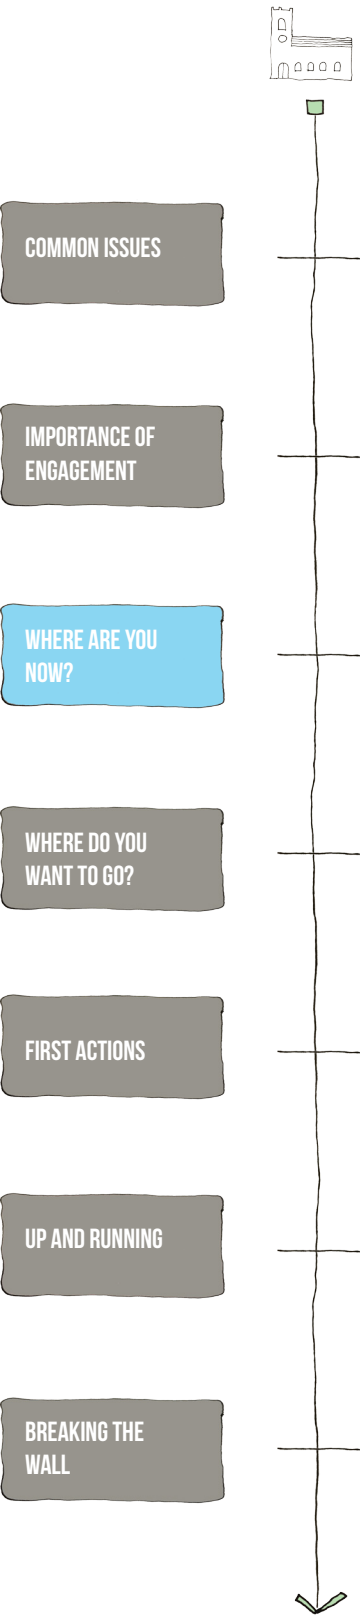 COMMON ISSUES
IMPORTANCE OF
ENGAGEMENT
WHERE ARE YOU
NOW?
WHERE DO YOU
WANT TO GO?
FIRST ACTIONS
UP AND RUNNING
BREAKING THE
WALL